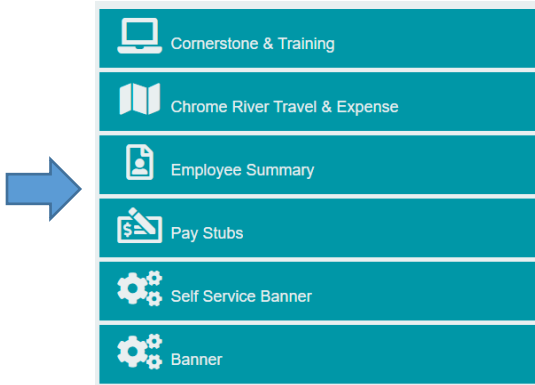 Cornerstone & Training
Chrome River Travel & Expense
Employee Summary
$
Pay Stubs
Self Service Banner
Banner